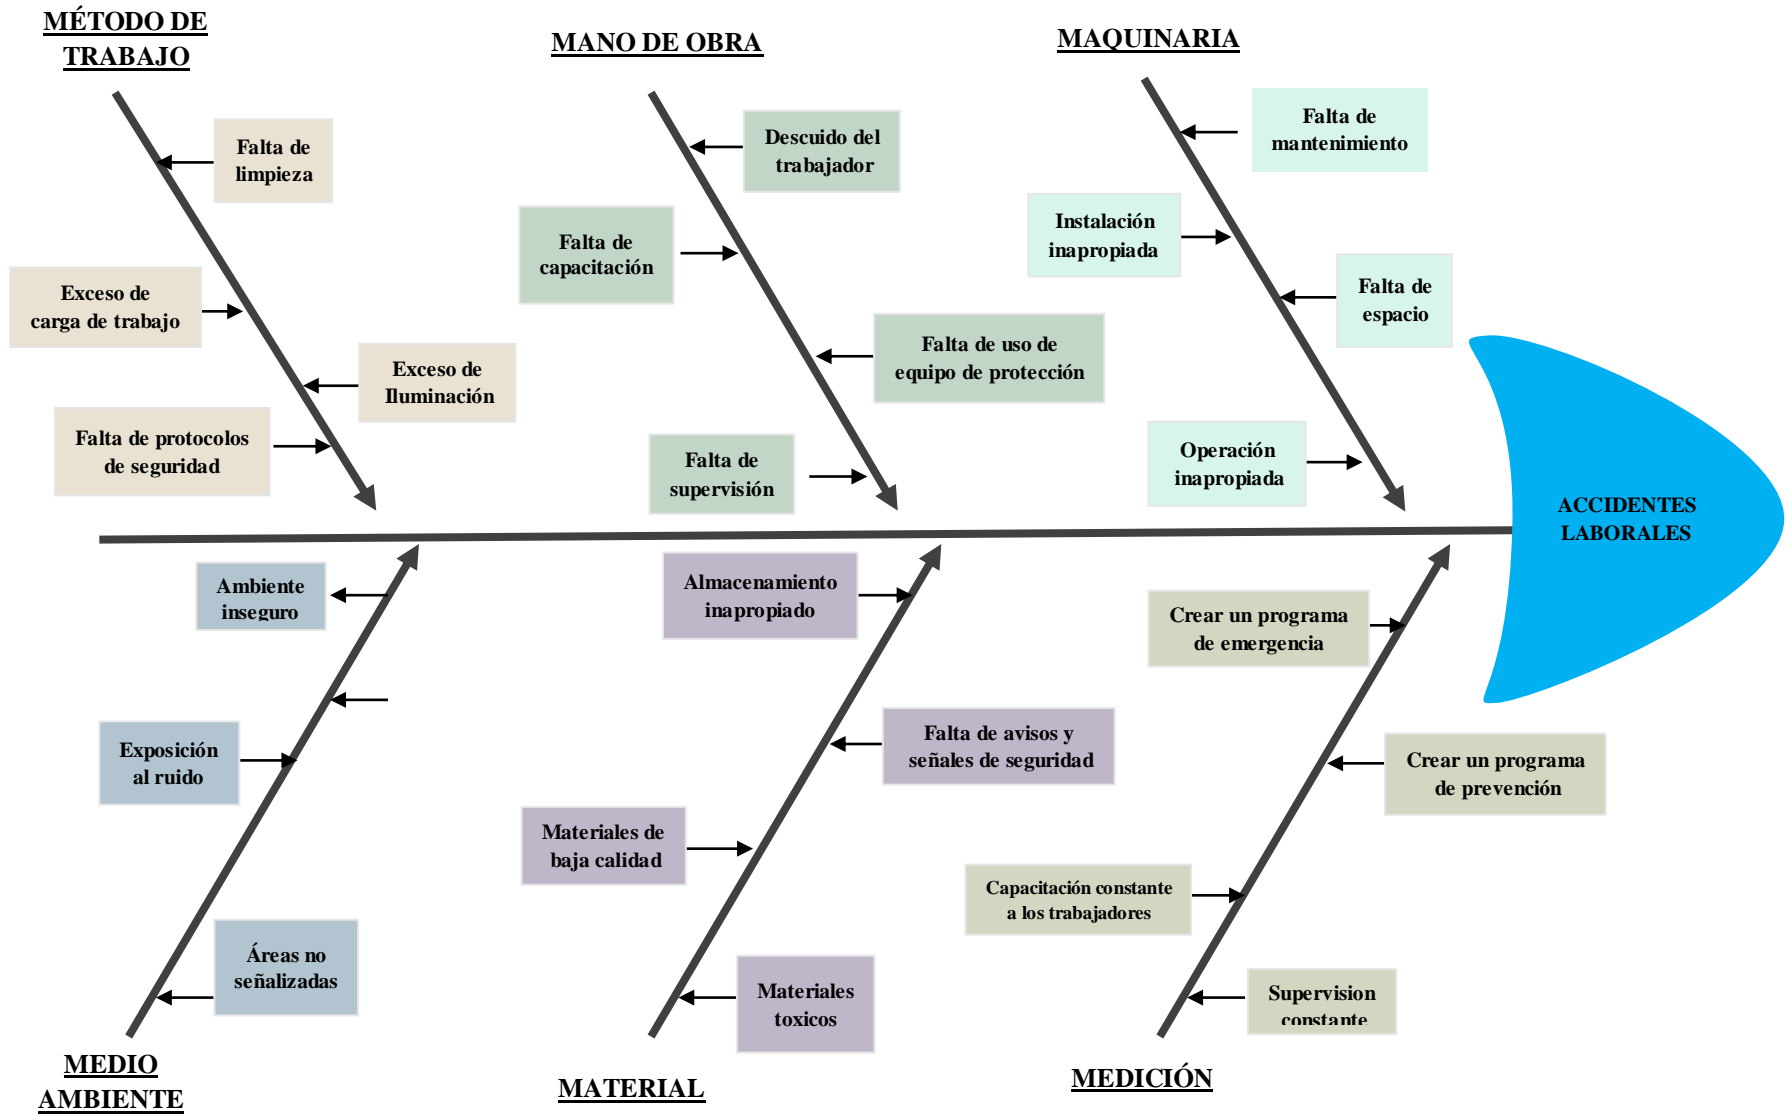 MÉTODO DE
TRABAJO
MANO DE OBRA
MAQUINARIA
Falta de
limpieza
Descuido del
trabajador
Falta de
mantenimiento
Falta de
capacitación
Instalación
inapropiada
Exceso de
carga de trabajo
Falta de
espacio
Exceso de
Iluminación
Falta de uso de
equipo de protección
Falta de protocolos
de seguridad
Falta de
supervisión
Operación
inapropiada
ACCIDENTES
LABORALES
Ambiente
inseguro
Almacenamiento
inapropiado
Crear un programa
de emergencia
Exposición
al ruido
Falta de avisos y
señales de seguridad
Crear un programa
de prevención
Materiales de
baja calidad
Capacitación constante
a los trabajadores
Áreas no
señalizadas
Materiales
toxicos
Supervision
constante
MEDIO
AMBIENTE
MATERIAL
MEDICIÓN